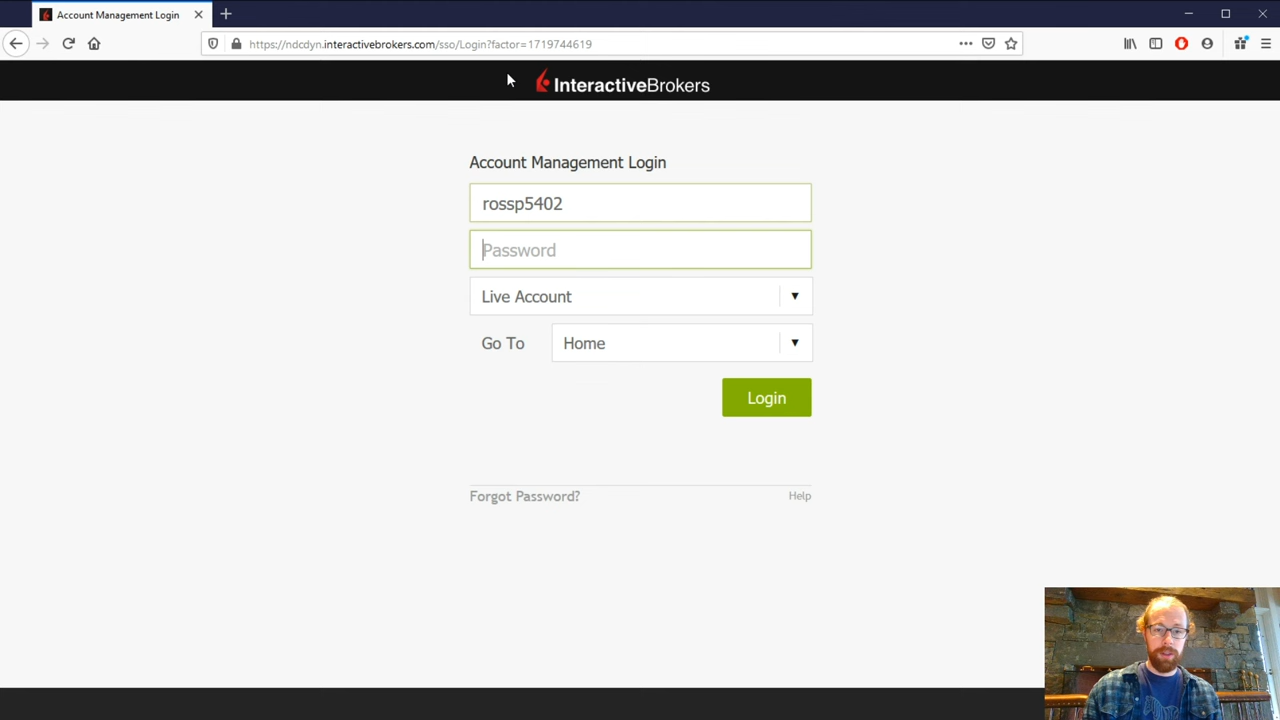 Account Management Login
https://ndcdyn.interactivebrokers.com/sso/Login?factor=1719744619
InteractiveBrokers
Account Management Login
rossp5402
Password
Live Account
Go To Home
Login
Forgot Password? Help